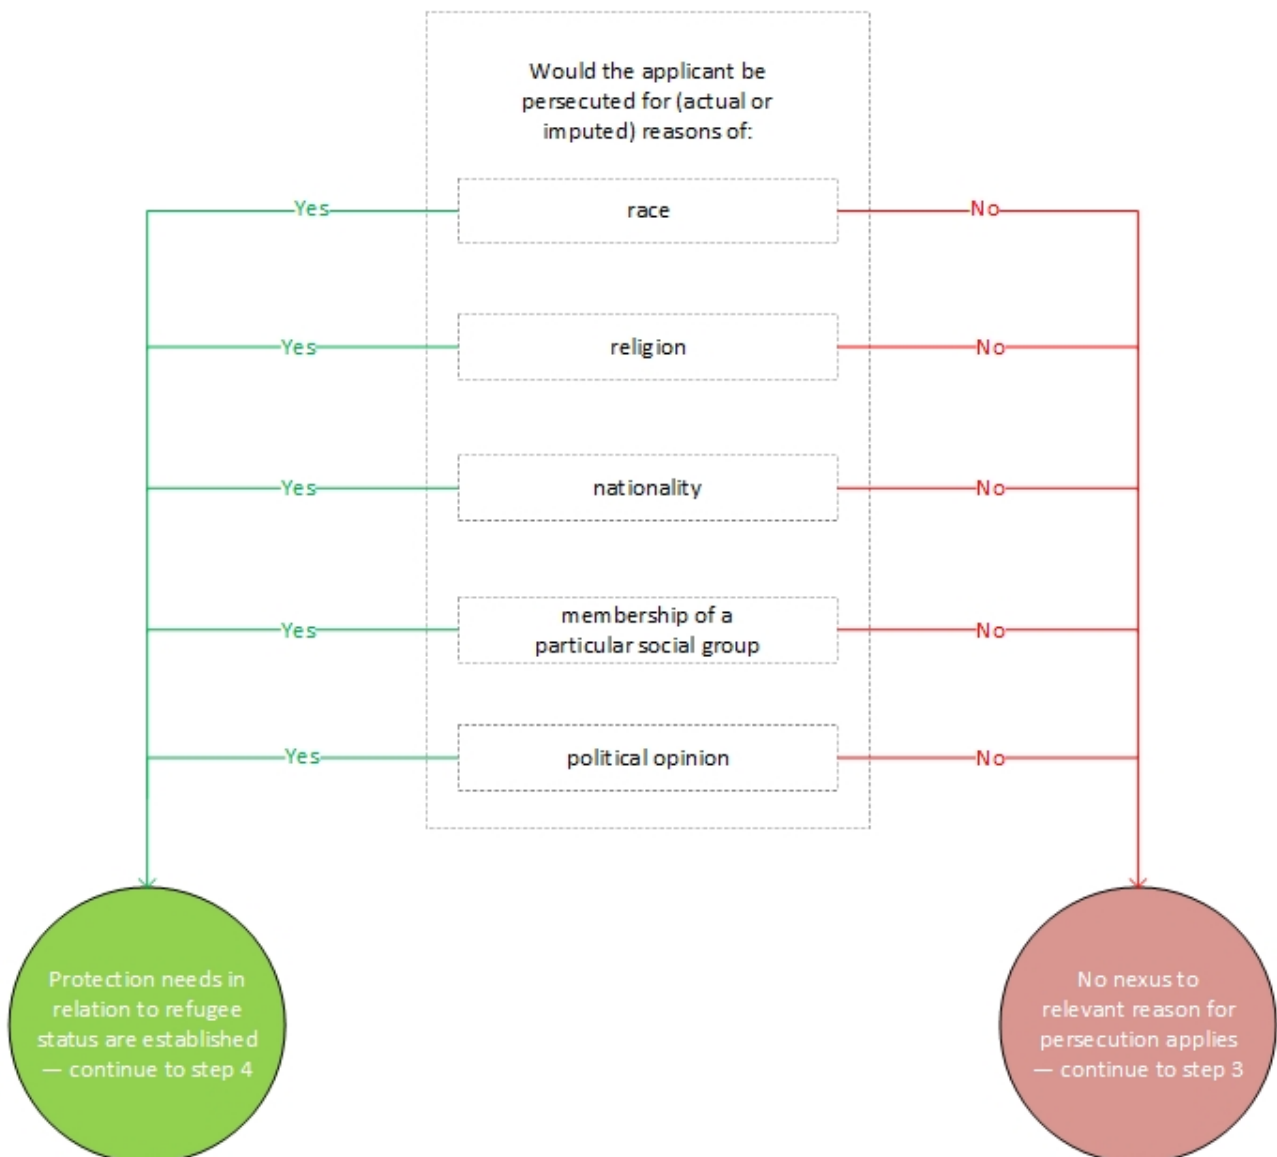 Would the applicant be
persecuted for (actual or
imputed) reasons of:
Yes
race
No
Yes
religion
No
Yes
nationality
No
Yes
membership of a
particular social group
No
Yes
political opinion
No
Protection needs in
relation to refugee
status are established
— continue to step 4
No nexus to
relevant reason for
persecution applies
— continue to step 3